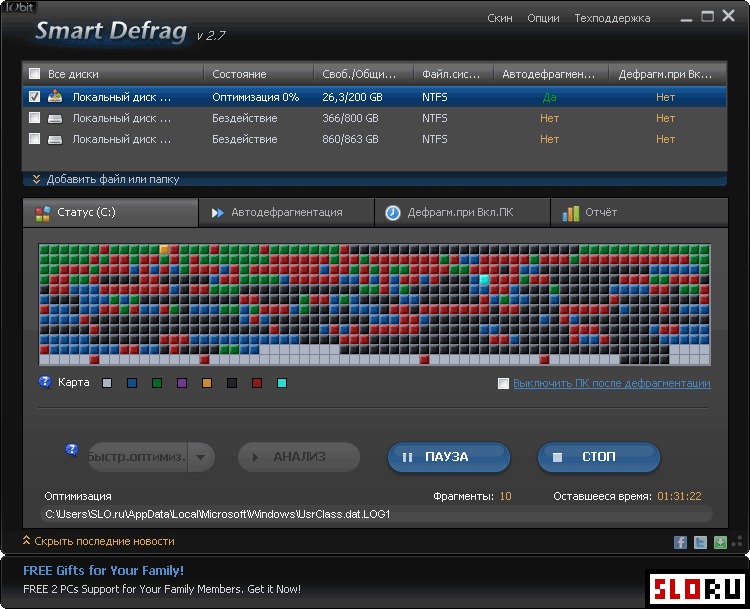 IObit
Smart Defrag v 2.7
Скин Опции Техподдержка
Все диски Состояние Своб./Общи... Файл.сис... Автодефрагмен... Дефрагм.при Вк...
Локальный диск ... Оптимизация 0% 26,3/200 GB NTFS Да Нет
Локальный диск ... Бездействие 366/800 GB NTFS Нет Нет
Локальный диск ... Бездействие 860/863 GB NTFS Нет Нет
Добавить файл или папку
Статус (C:) Автодефрагментация Дефрагм.при Вкл.ПК Отчёт
Карта Выключить ПК после дефрагментации
Быстр.оптимиз. АНАЛИЗ ПАУЗА СТОП
Оптимизация Фрагменты: 10 Оставшееся время: 01:31:22
C:\Users\SLO.ru\AppData\Local\Microsoft\Windows\UsrClass.dat.LOG1
Скрыть последние новости
FREE Gifts for Your Family!
FREE 2 PCs Support for Your Family Members. Get it Now!
SLORU